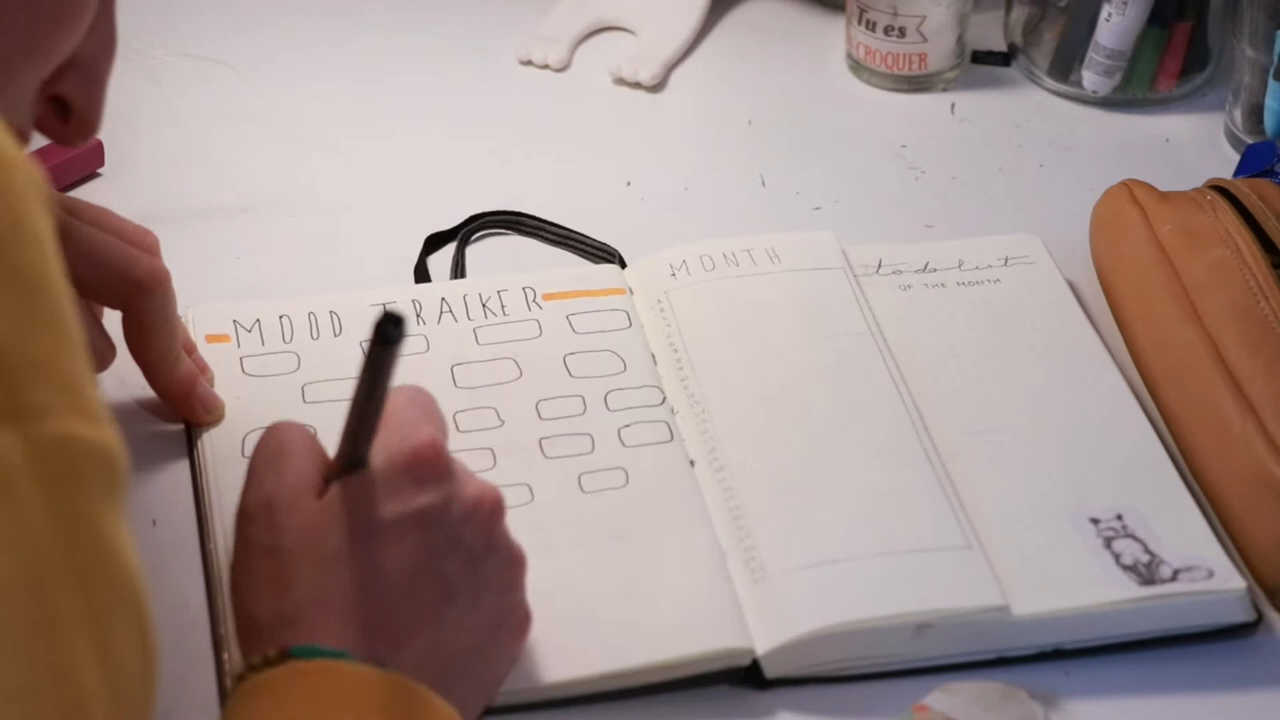 Tu es
CROQUER
MOOD TRACKER
MONTH
to do list
OF THE MONTH